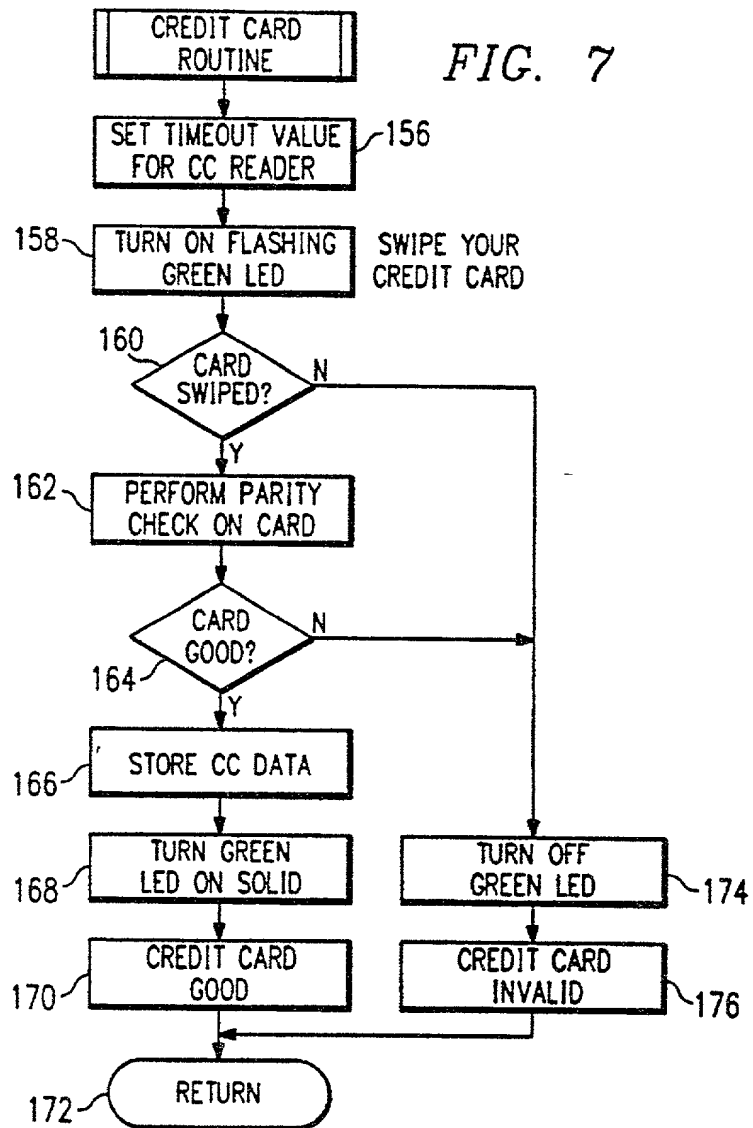 CREDIT CARD
ROUTINE
FIG. 7
SET TIMEOUT VALUE
FOR CC READER
156
158
TURN ON FLASHING
GREEN LED
SWIPE YOUR
CREDIT CARD
160
CARD
SWIPED?
N
Y
162
PERFORM PARITY
CHECK ON CARD
CARD
GOOD?
N
164
Y
166
STORE CC DATA
168
TURN GREEN
LED ON SOLID
TURN OFF
GREEN LED
174
170
CREDIT CARD
GOOD
CREDIT CARD
INVALID
176
172
RETURN